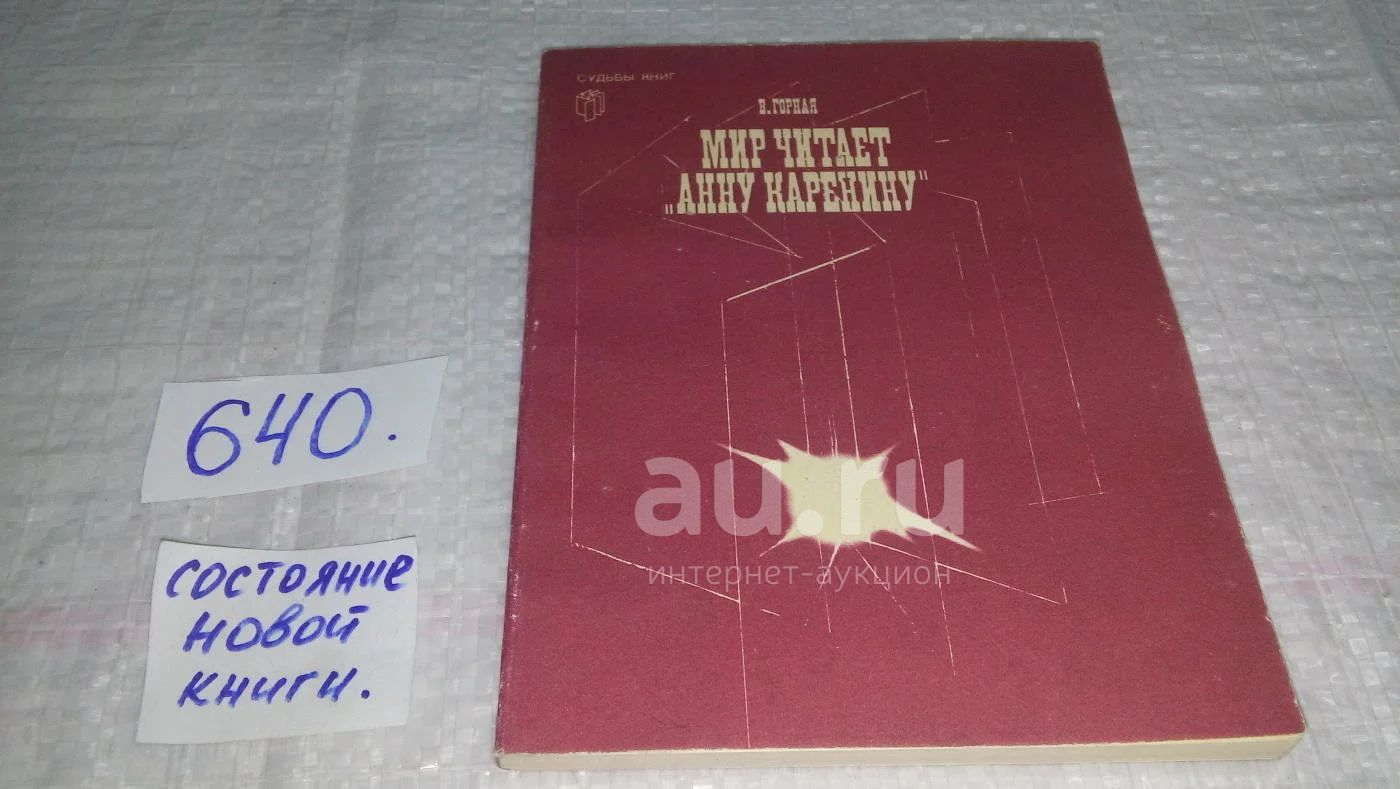 СУДЬБЫ КНИГ
В. ГОРНАЯ
МИР ЧИТАЕТ
„АННУ КАРЕНИНУ"
640.
состояние
новой
книги.
au.ru
интернет-аукцион